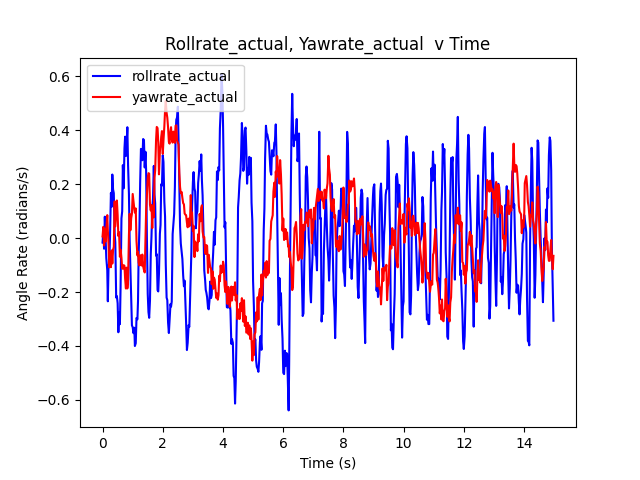 Rollrate_actual, Yawrate_actual  v Time
rollrate_actual
yawrate_actual
Angle Rate (radians/s)
0.6
0.4
0.2
0.0
−0.2
−0.4
−0.6
0 2 4 6 8 10 12 14
Time (s)